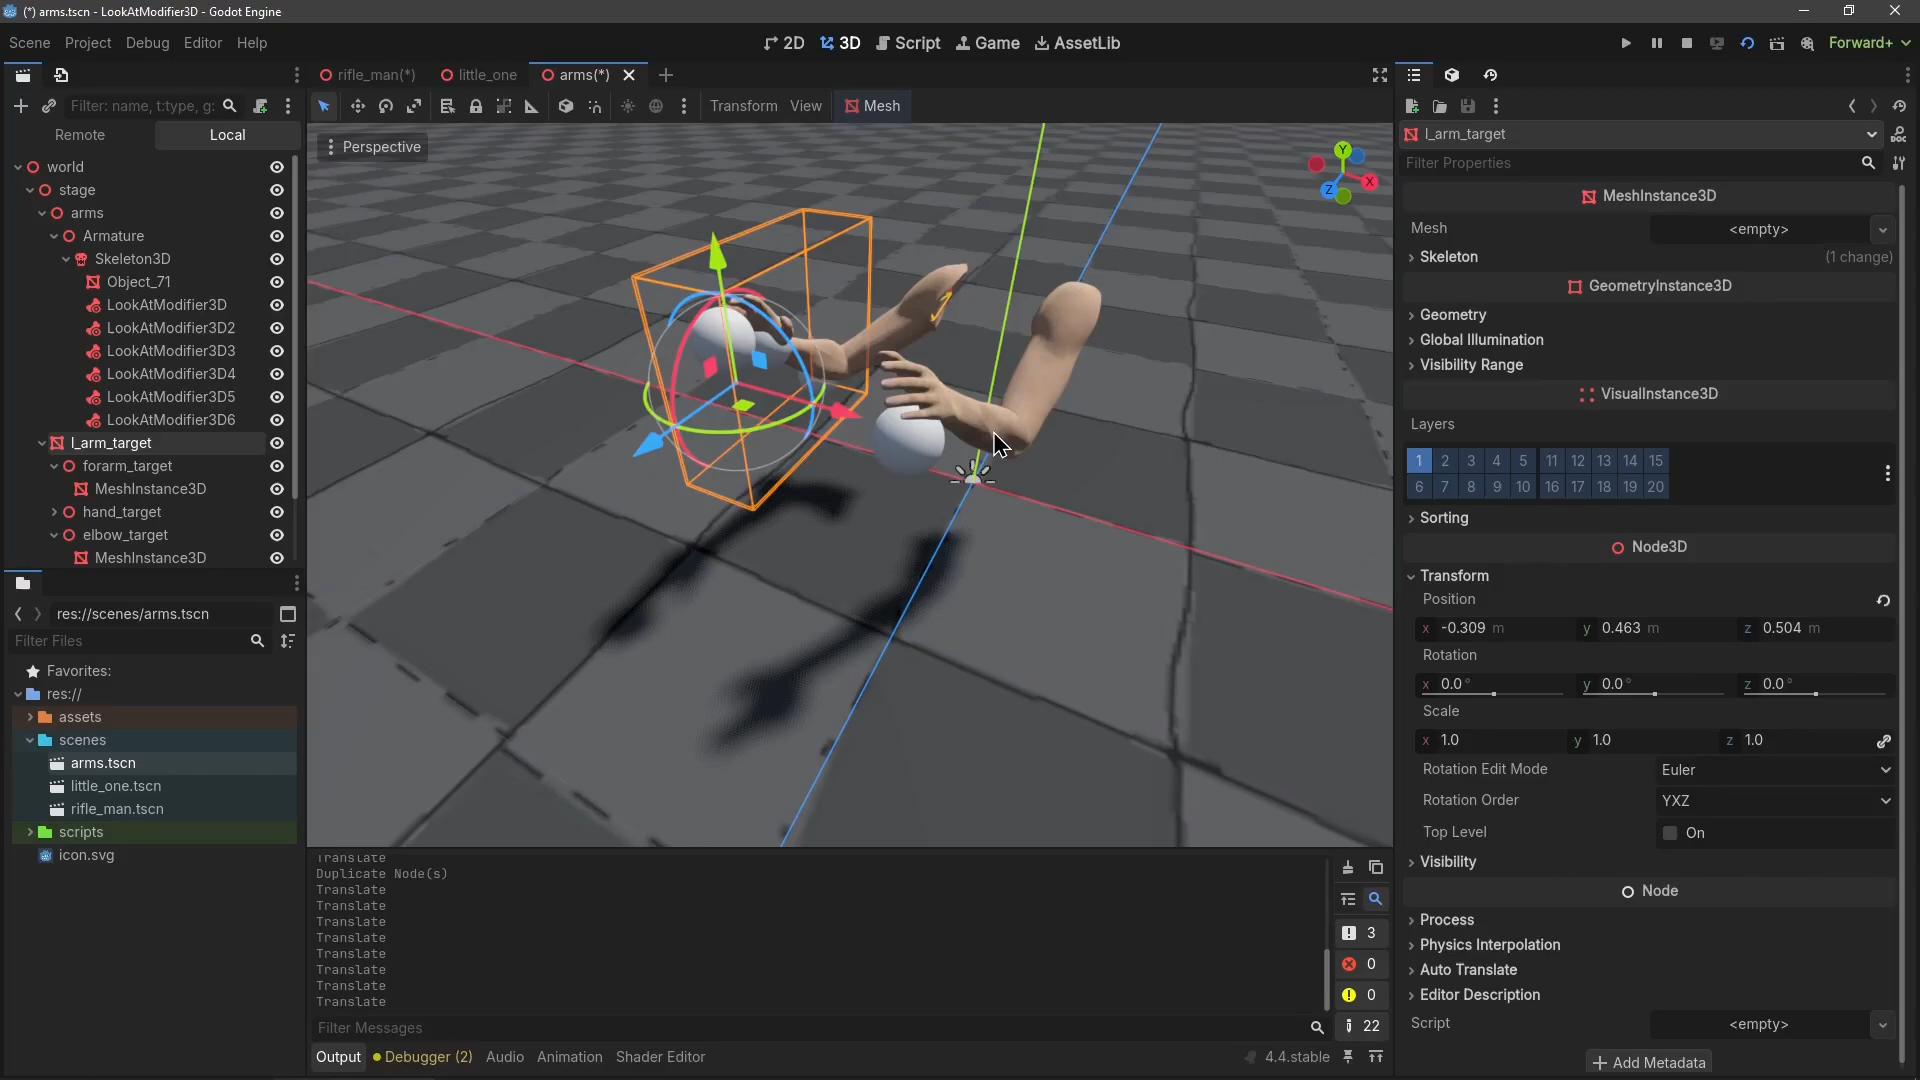 (*) arms.tscn - LookAtModifier3D - Godot Engine
Scene Project Debug Editor Help
2D 3D Script Game AssetLib
Forward+
rifle_man(*) little_one arms(*)
Filter: name, t:type, g:
Transform View Mesh
Remote Local
Perspective
world
stage
arms
Armature
Skeleton3D
Object_71
LookAtModifier3D
LookAtModifier3D2
LookAtModifier3D3
LookAtModifier3D4
LookAtModifier3D5
LookAtModifier3D6
l_arm_target
forarm_target
MeshInstance3D
hand_target
elbow_target
MeshInstance3D
res://scenes/arms.tscn
Filter Files
Favorites:
res://
assets
scenes
arms.tscn
little_one.tscn
rifle_man.tscn
scripts
icon.svg
Y
X
Z
Translate
Duplicate Node(s)
Translate
Translate
Translate
Translate
Translate
Translate
Translate
Translate
Filter Messages
3
0
0
22
Output Debugger (2) Audio Animation Shader Editor
4.4.stable
l_arm_target
Filter Properties
MeshInstance3D
Mesh <empty>
Skeleton (1 change)
GeometryInstance3D
Geometry
Global Illumination
Visibility Range
VisualInstance3D
Layers
1 2 3 4 5 11 12 13 14 15
6 7 8 9 10 16 17 18 19 20
Sorting
Node3D
Transform
Position
x -0.309 m y 0.463 m z 0.504 m
Rotation
x 0.0° y 0.0° z 0.0°
Scale
x 1.0 y 1.0 z 1.0
Rotation Edit Mode Euler
Rotation Order YXZ
Top Level On
Visibility
Node
Process
Physics Interpolation
Auto Translate
Editor Description
Script <empty>
Add Metadata